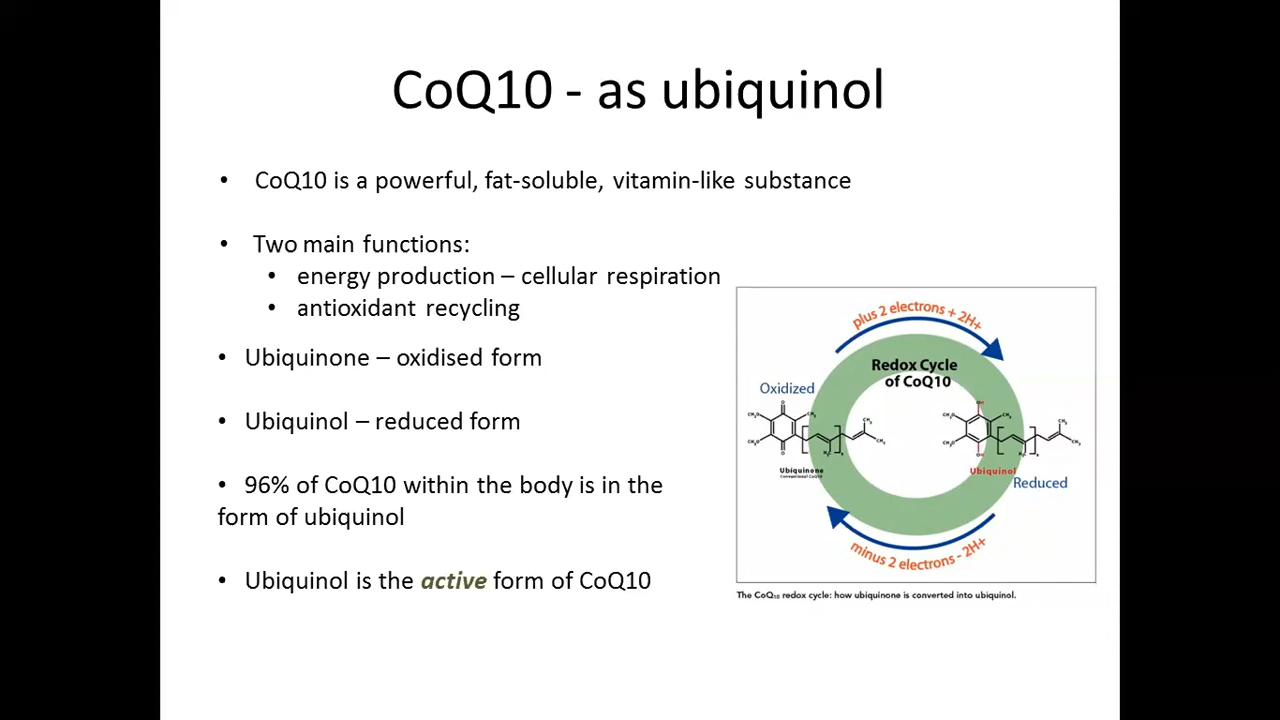 CoQ10 - as ubiquinol
• CoQ10 is a powerful, fat-soluble, vitamin-like substance
• Two main functions:
• energy production – cellular respiration
• antioxidant recycling
• Ubiquinone – oxidised form
• Ubiquinol – reduced form
• 96% of CoQ10 within the body is in the
form of ubiquinol
• Ubiquinol is the active form of CoQ10
plus 2 electrons + 2H+
Redox Cycle
of CoQ10
Oxidized
Ubiquinone
Conventional CoQ10
Ubiquinol
Reduced
minus 2 electrons - 2H+
The CoQ₁₀ redox cycle: how ubiquinone is converted into ubiquinol.